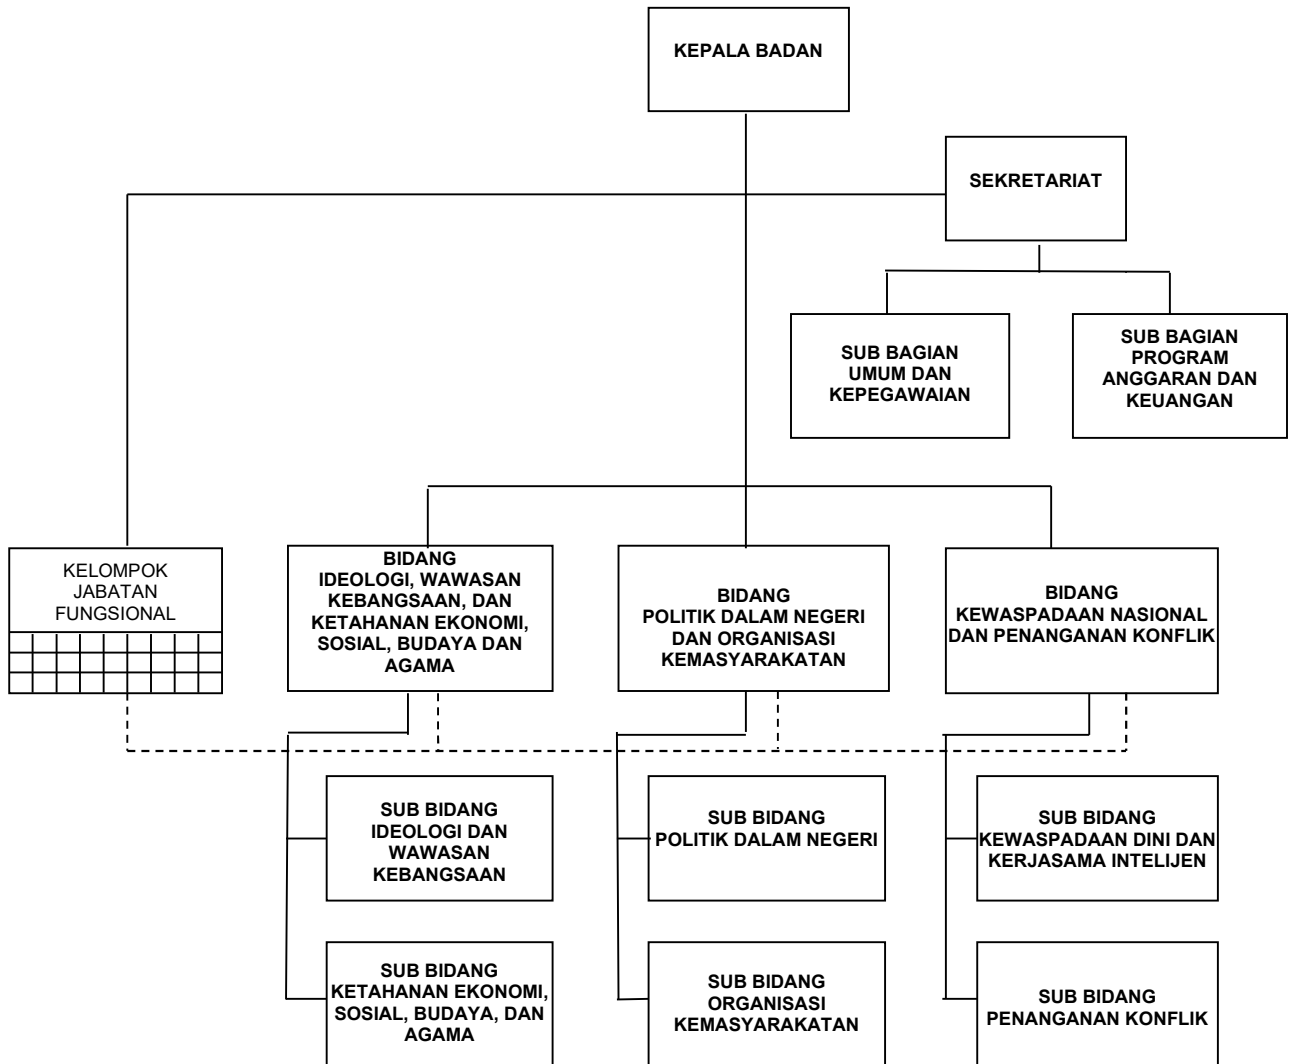 KEPALA BADAN
SEKRETARIAT
SUB BAGIAN
UMUM DAN
KEPEGAWAIAN
SUB BAGIAN
PROGRAM
ANGGARAN DAN
KEUANGAN
KELOMPOK
JABATAN
FUNGSIONAL
BIDANG
IDEOLOGI, WAWASAN
KEBANGSAAN, DAN
KETAHANAN EKONOMI,
SOSIAL, BUDAYA DAN
AGAMA
BIDANG
POLITIK DALAM NEGERI
DAN ORGANISASI
KEMASYARAKATAN
BIDANG
KEWASPADAAN NASIONAL
DAN PENANGANAN KONFLIK
SUB BIDANG
IDEOLOGI DAN
WAWASAN
KEBANGSAAN
SUB BIDANG
POLITIK DALAM NEGERI
SUB BIDANG
KEWASPADAAN DINI DAN
KERJASAMA INTELIJEN
SUB BIDANG
KETAHANAN EKONOMI,
SOSIAL, BUDAYA, DAN
AGAMA
SUB BIDANG
ORGANISASI
KEMASYARAKATAN
SUB BIDANG
PENANGANAN KONFLIK